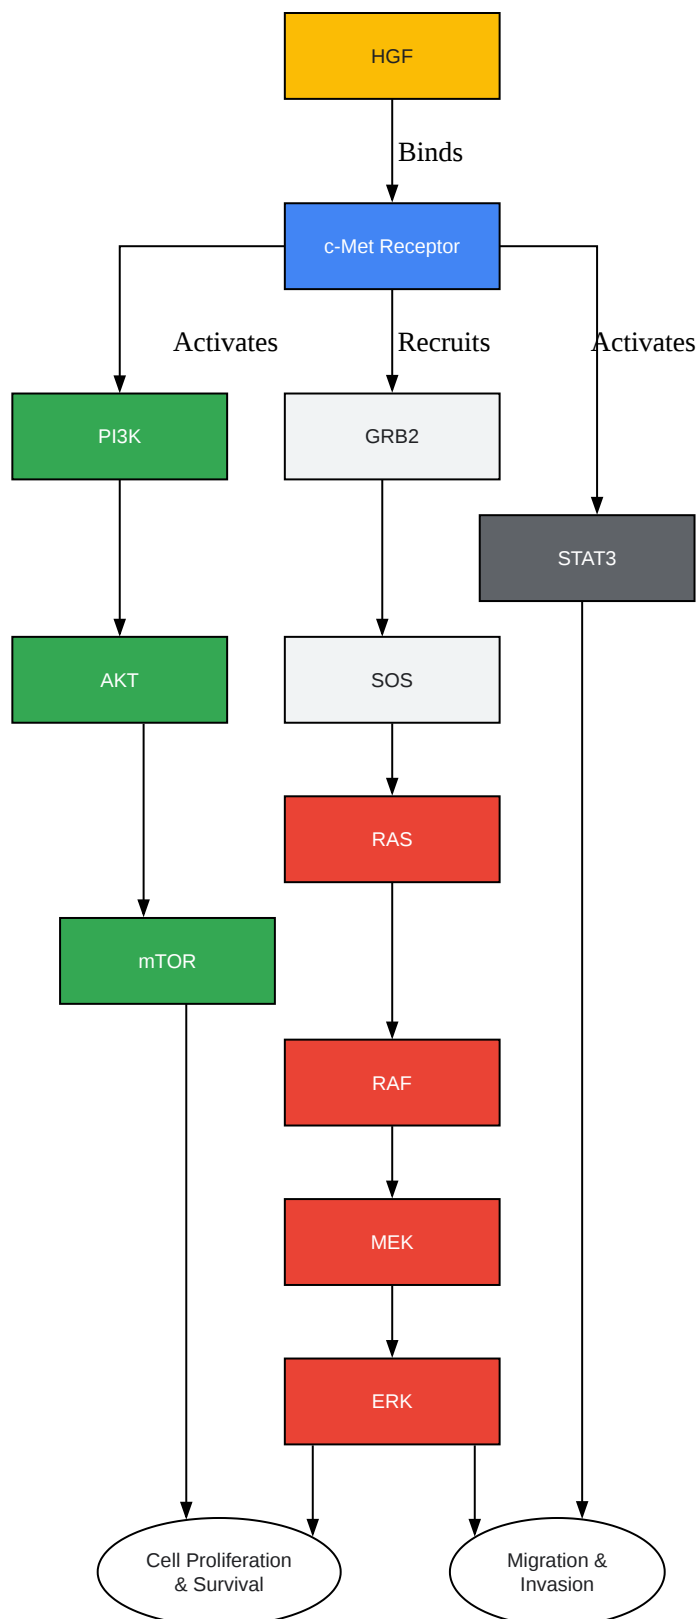 HGF
Binds
c-Met Receptor
Activates
Recruits
Activates
PI3K
GRB2
STAT3
AKT
SOS
RAS
mTOR
RAF
MEK
ERK
Cell Proliferation
& Survival
Migration &
Invasion